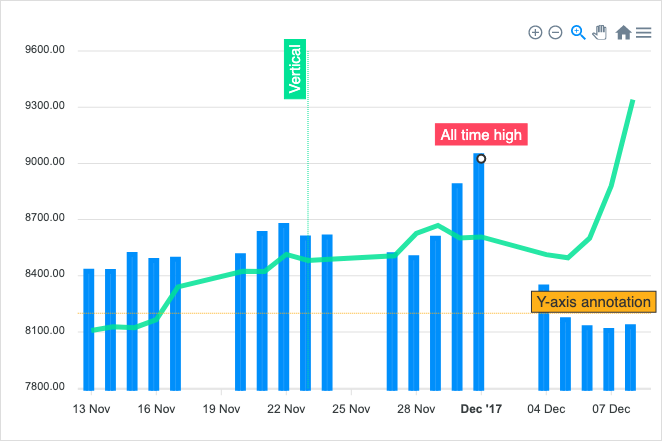 9600.00
9300.00
9000.00
8700.00
8400.00
8100.00
7800.00
Vertical
All time high
Y-axis annotation
13 Nov
16 Nov
19 Nov
22 Nov
25 Nov
28 Nov
Dec '17
04 Dec
07 Dec